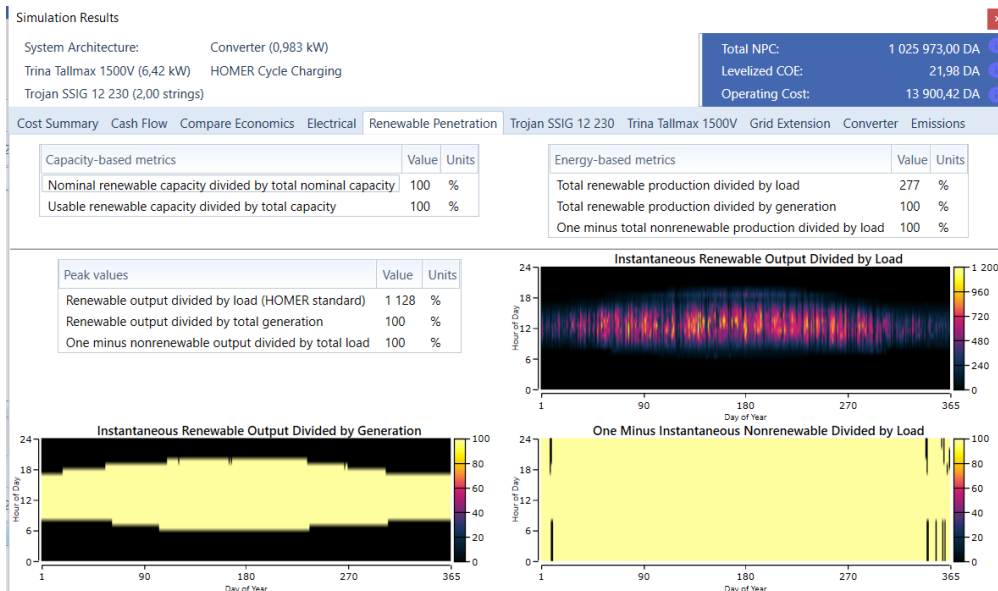 Simulation Results
System Architecture: Converter (0,983 kW)
Trina Tallmax 1500V (6,42 kW) HOMER Cycle Charging
Trojan SSIG 12 230 (2,00 strings)
Total NPC: 1 025 973,00 DA
Levelized COE: 21,98 DA
Operating Cost: 13 900,42 DA
Cost Summary Cash Flow Compare Economics Electrical Renewable Penetration Trojan SSIG 12 230 Trina Tallmax 1500V Grid Extension Converter Emissions
Capacity-based metrics Value Units
Nominal renewable capacity divided by total nominal capacity 100 %
Usable renewable capacity divided by total capacity 100 %
Energy-based metrics Value Units
Total renewable production divided by load 277 %
Total renewable production divided by generation 100 %
One minus total nonrenewable production divided by load 100 %
Peak values Value Units
Renewable output divided by load (HOMER standard) 1 128 %
Renewable output divided by total generation 100 %
One minus nonrenewable output divided by total load 100 %
Instantaneous Renewable Output Divided by Load
24
18
12
6
0
Hour of Day
1 90 180 270 365
Day of Year
1 200
960
720
480
240
0
Instantaneous Renewable Output Divided by Generation
24
18
12
6
0
Hour of Day
1 90 180 270 365
Day of Year
100
80
60
40
20
0
One Minus Instantaneous Nonrenewable Divided by Load
24
18
12
6
0
Hour of Day
1 90 180 270 365
Day of Year
100
80
60
40
20
0